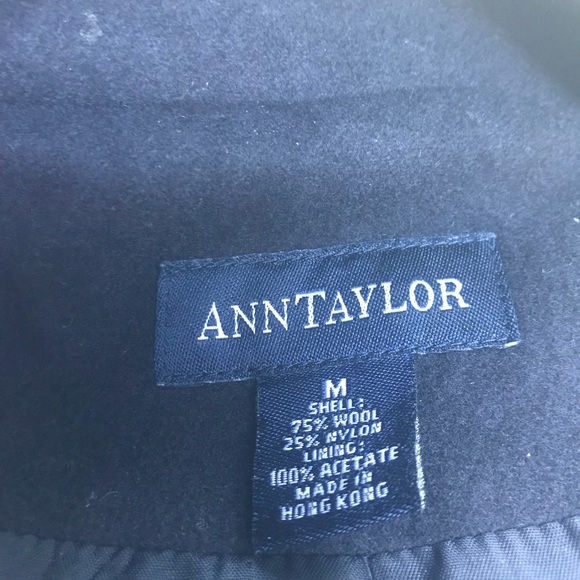 ANNTAYLOR
M
SHELL:
75% WOOL
25% NYLON
LINING:
100% ACETATE
MADE IN
HONG KONG